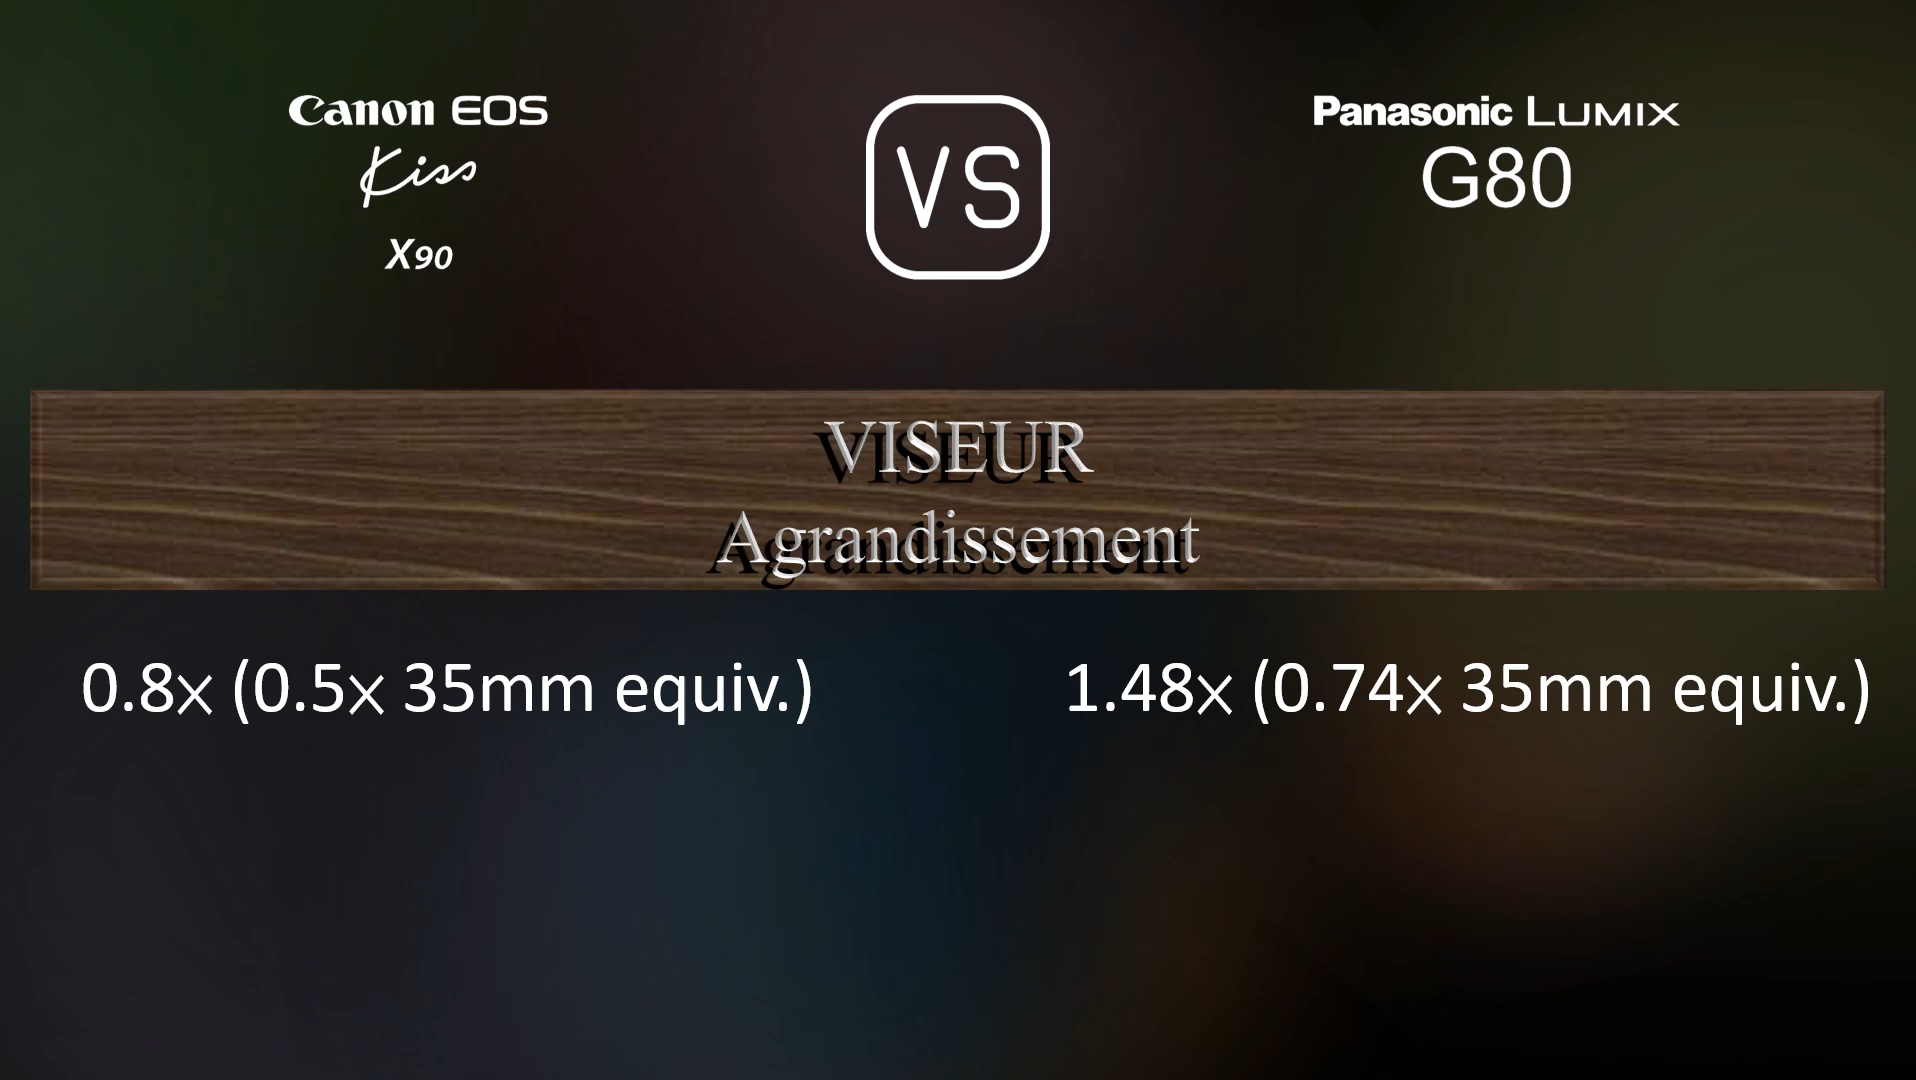 Canon EOS
Kiss
X90
VS
Panasonic LUMIX
G80
VISEUR
Agrandissement
0.8x (0.5x 35mm equiv.)
1.48x (0.74x 35mm equiv.)